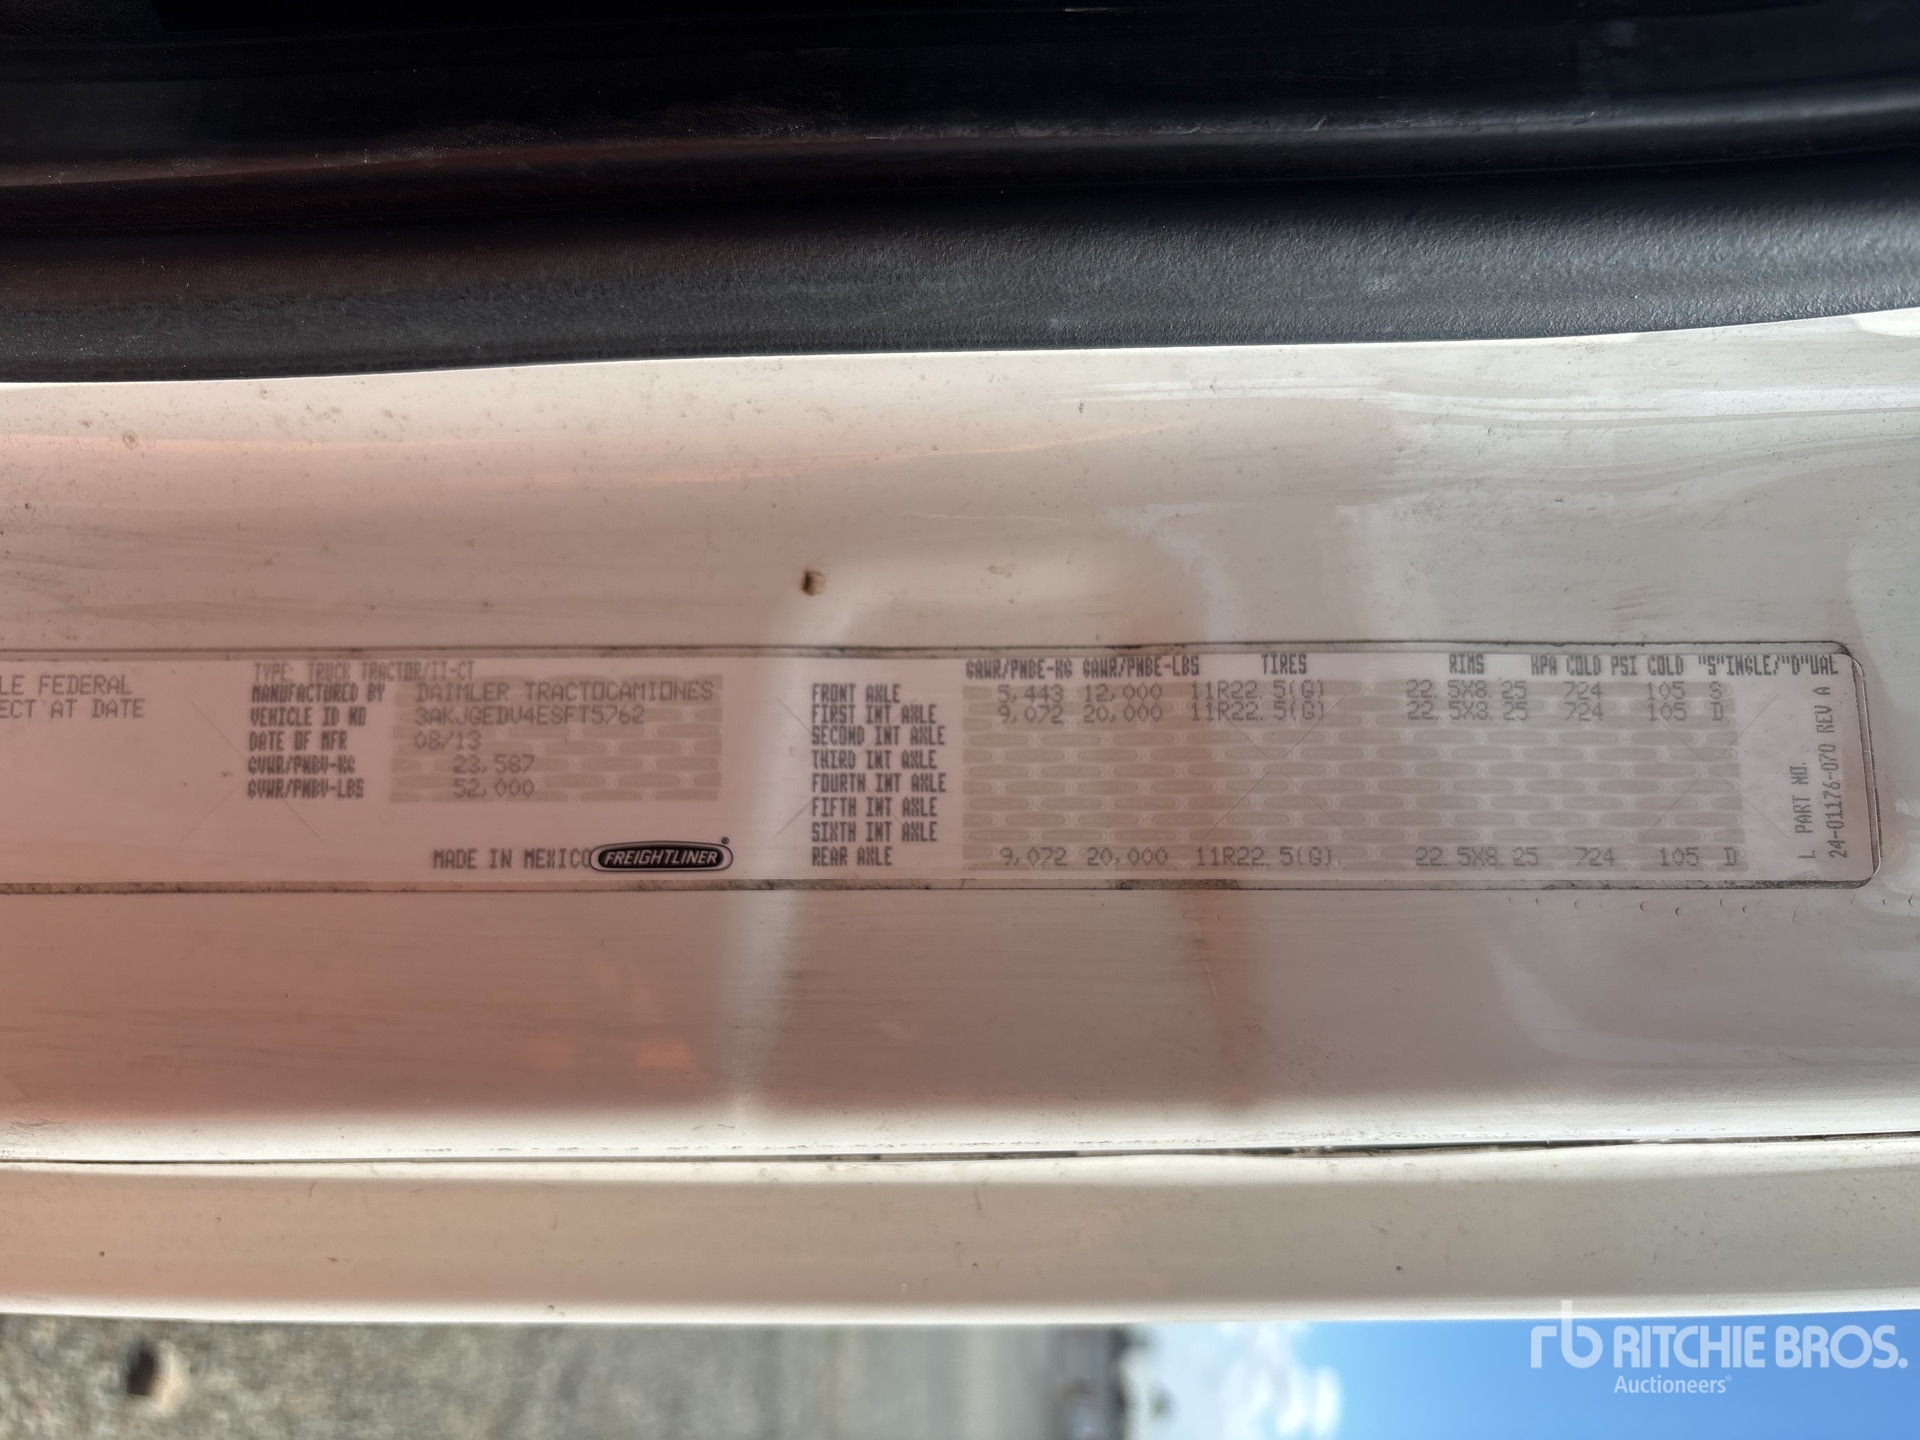 LE FEDERAL
ECT AT DATE
TYPE: TRUCK TRACTOR/TT-CT
MANUFACTURED BY DAIMLER TRACTOCAMIONES
VEHICLE ID NO 3AKJGEDV4ESFT5762
DATE OF MFR 08/13
GVWR/PNBV-KG 23,587
GVWR/PNBV-LBS 52,000
MADE IN MEXICO FREIGHTLINER®
GAWR/PNBE-KG GAWR/PNBE-LBS TIRES RIMS KPA COLD PSI COLD "S"INGLE/"D"UAL
FRONT AXLE 5,443 12,000 11R22.5(G) 22.5X8.25 724 105 S
FIRST INT AXLE 9,072 20,000 11R22.5(G) 22.5X8.25 724 105 D
SECOND INT AXLE
THIRD INT AXLE
FOURTH INT AXLE
FIFTH INT AXLE
SIXTH INT AXLE
REAR AXLE 9,072 20,000 11R22.5(G). 22.5X8.25 724 105 D
L PART NO.
24-01176-070 REV A
rb RITCHIE BROS.
Auctioneers®